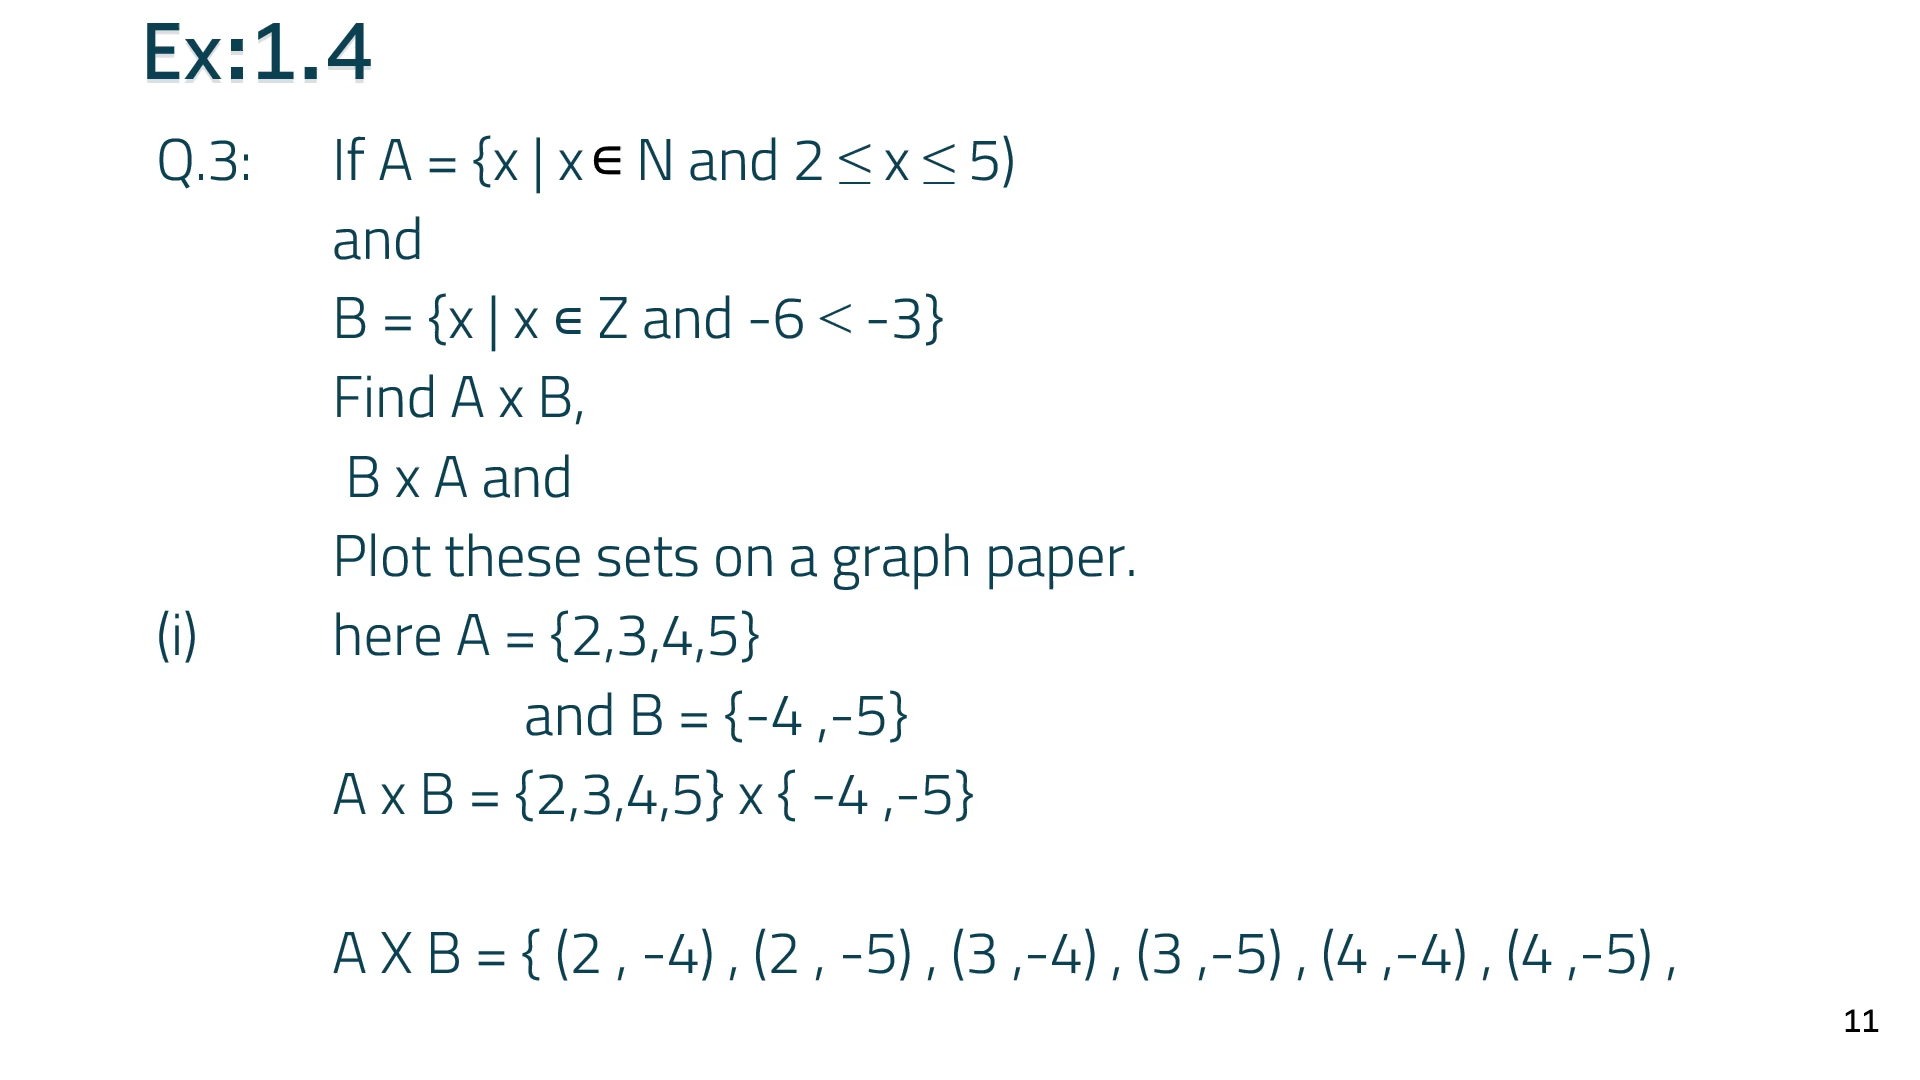 Ex:1.4
Q.3: If A = {x | x ∈ N and 2 ≤ x ≤ 5)
and
B = {x | x ∈ Z and -6 < -3}
Find A x B,
B x A and
Plot these sets on a graph paper.
(i) here A = {2,3,4,5}
and B = {-4 ,-5}
A x B = {2,3,4,5} x { -4 ,-5}
A X B = { (2 , -4) , (2 , -5) , (3 ,-4) , (3 ,-5) , (4 ,-4) , (4 ,-5) ,
11